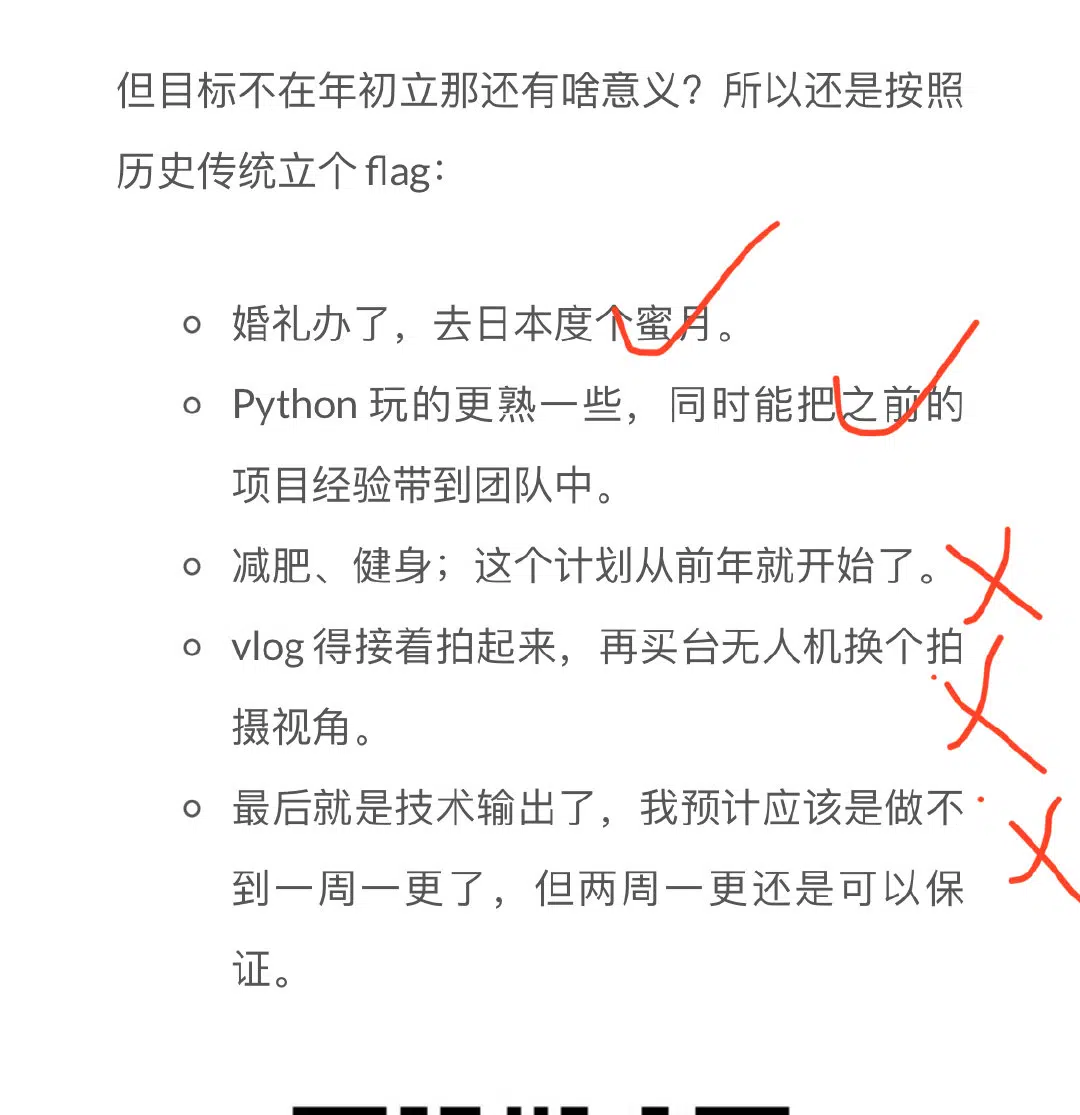 但目标不在年初立那还有啥意义？所以还是按照
历史传统立个 flag：
婚礼办了，去日本度个蜜月。
Python 玩的更熟一些，同时能把之前的
项目经验带到团队中。
减肥、健身；这个计划从前年就开始了。
vlog 得接着拍起来，再买台无人机换个拍
摄视角。
最后就是技术输出了，我预计应该是做不
到一周一更了，但两周一更还是可以保
证。